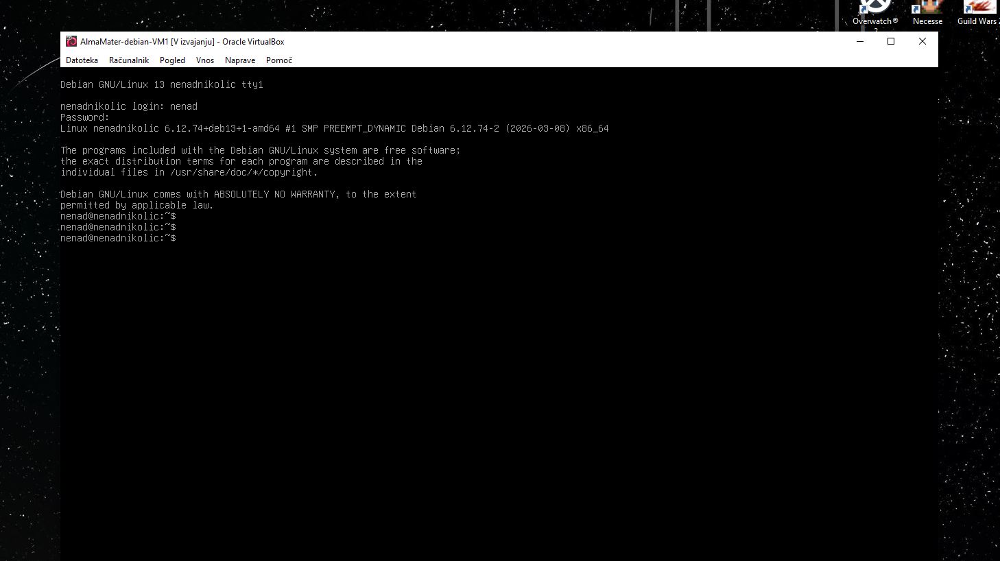 Overwatch® Necesse Guild Wars
AlmaMater-debian-VM1 [V izvajanju] - Oracle VirtualBox
Datoteka Računalnik Pogled Vnos Naprave Pomoč
Debian GNU/Linux 13 nenadnikolic tty1
nenadnikolic login: nenad
Password:
Linux nenadnikolic 6.12.74+deb13+1-amd64 #1 SMP PREEMPT_DYNAMIC Debian 6.12.74-2 (2026-03-08) x86_64
The programs included with the Debian GNU/Linux system are free software;
the exact distribution terms for each program are described in the
individual files in /usr/share/doc/*/copyright.
Debian GNU/Linux comes with ABSOLUTELY NO WARRANTY, to the extent
permitted by applicable law.
nenad@nenadnikolic:~$
nenad@nenadnikolic:~$
nenad@nenadnikolic:~$